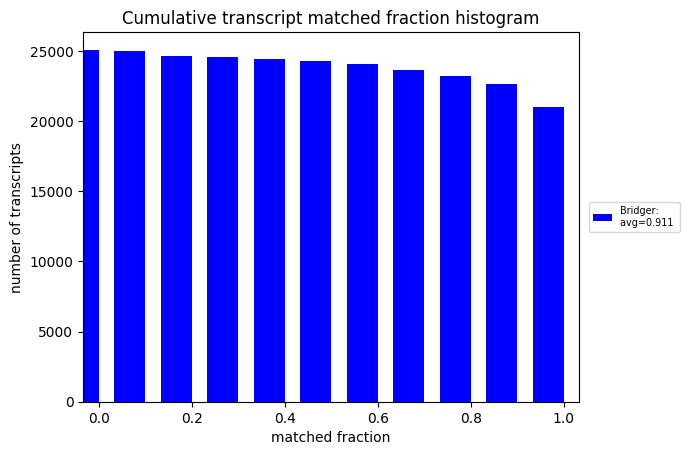 Cumulative transcript matched fraction histogram
number of transcripts
25000
20000
15000
10000
5000
0
0.0 0.2 0.4 0.6 0.8 1.0
matched fraction
Bridger:
avg=0.911